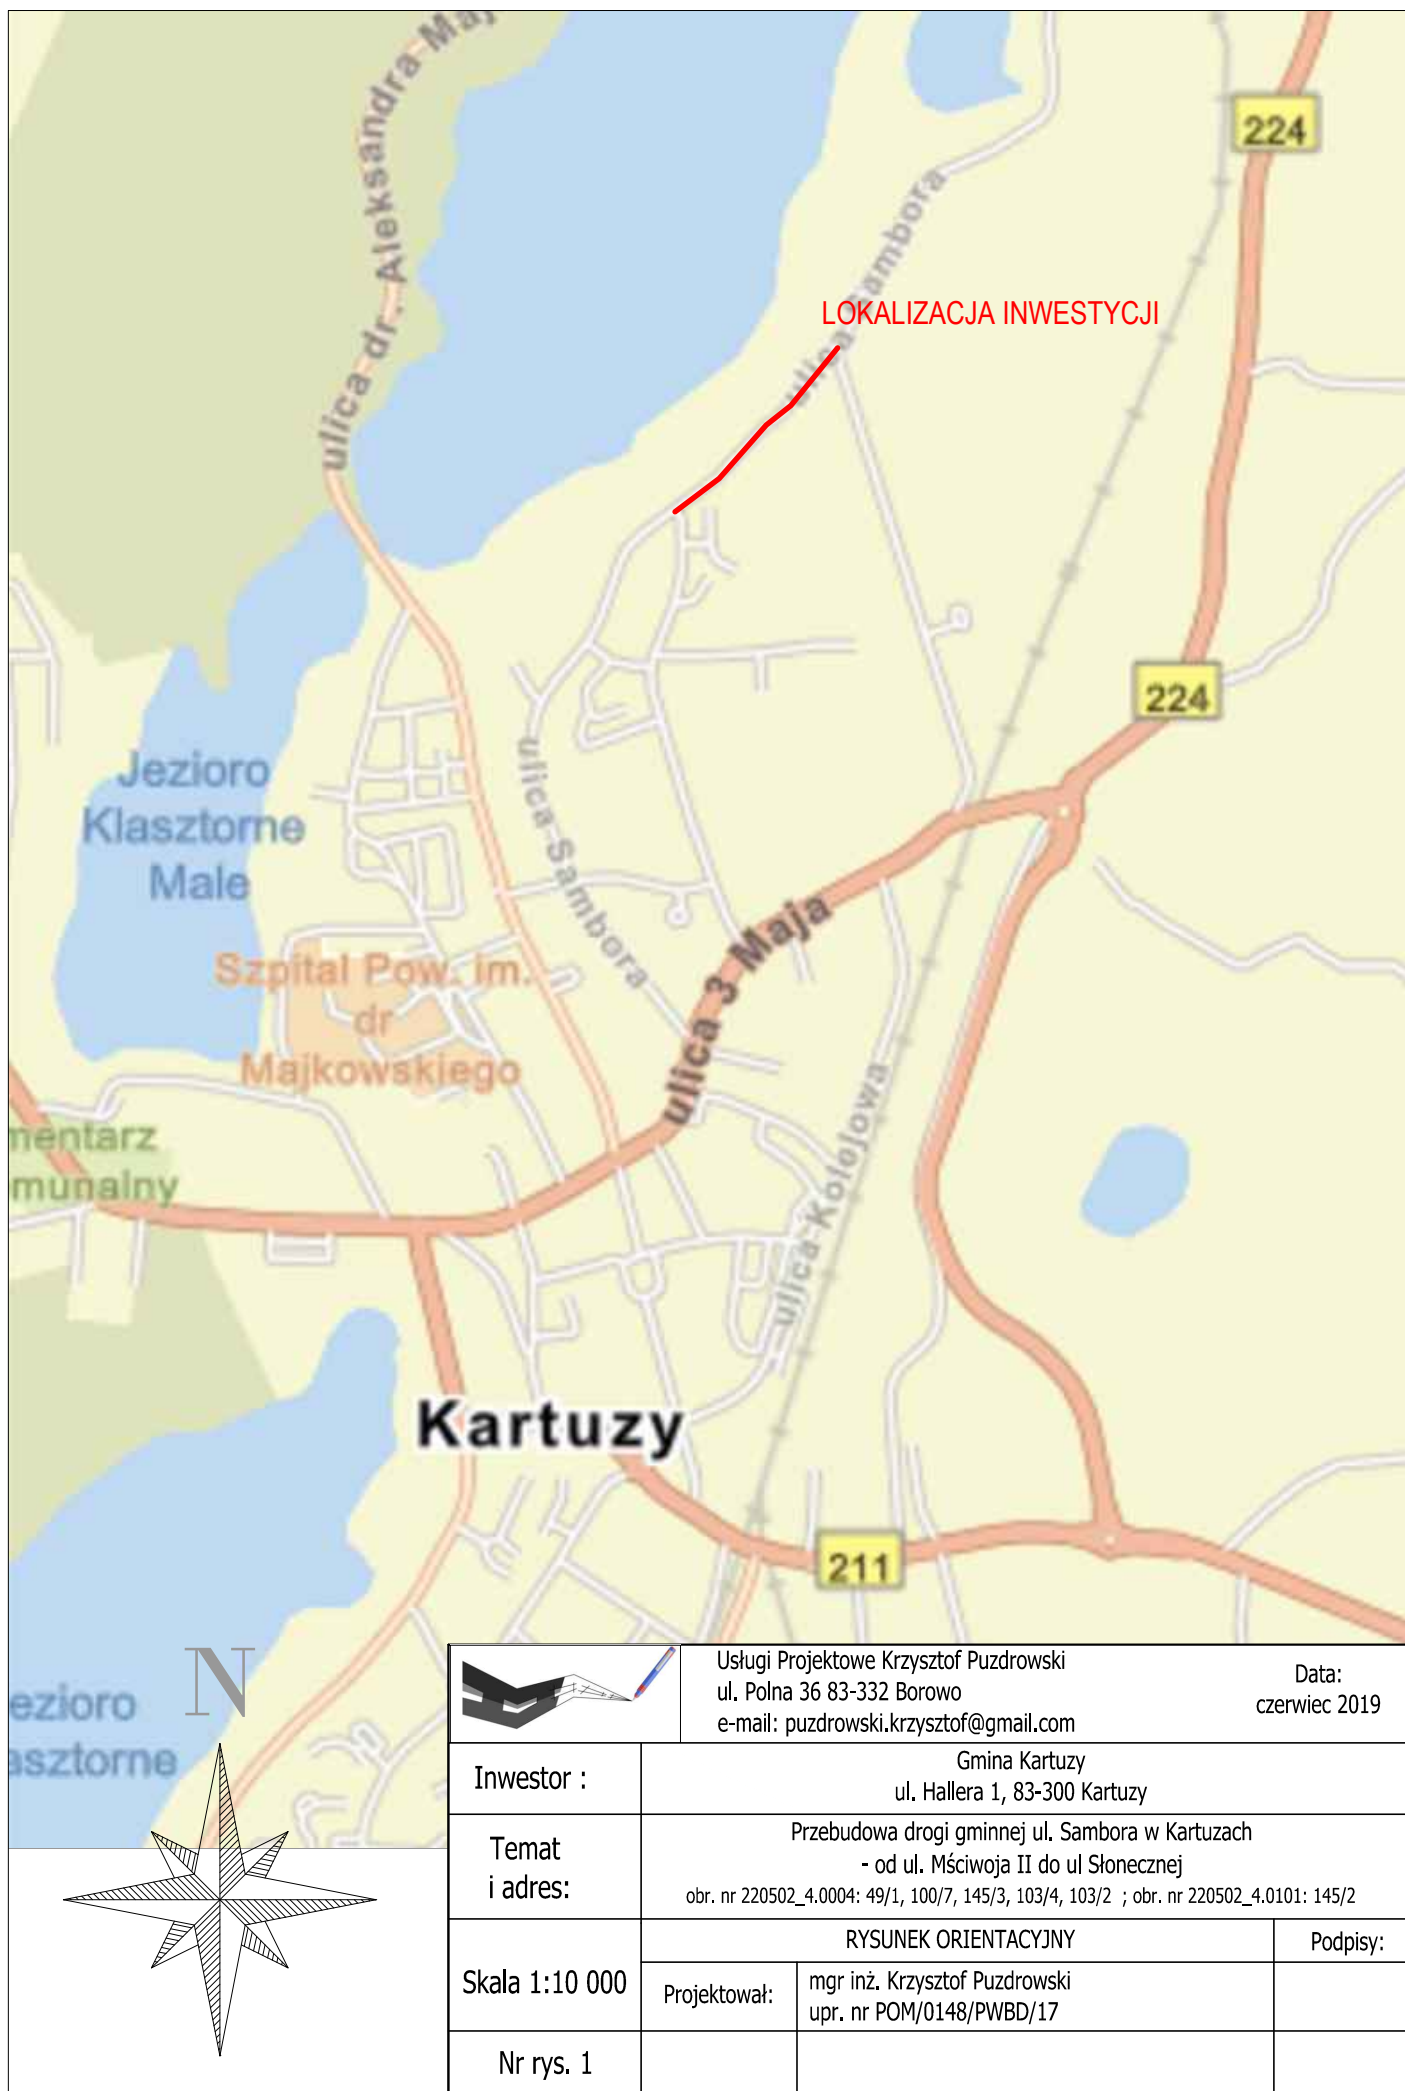 ulica dr. Aleksandra Maj
224
ulica Sambora
LOKALIZACJA INWESTYCJI
224
Jezioro
Klasztorne
Male
ulica Sambora
ulica 3 Maja
Szpital Pow. im.
dr
Majkowskiego
ulica Kolejowa
mentarz
omunalny
Kartuzy
211
N
ezioro
asztorne
Usługi Projektowe Krzysztof Puzdrowski
ul. Polna 36 83-332 Borowo
e-mail: puzdrowski.krzysztof@gmail.com
Data:
czerwiec 2019
Inwestor :
Gmina Kartuzy
ul. Hallera 1, 83-300 Kartuzy
Temat
i adres:
Przebudowa drogi gminnej ul. Sambora w Kartuzach
- od ul. Mściwoja II do ul Słonecznej
obr. nr 220502_4.0004: 49/1, 100/7, 145/3, 103/4, 103/2 ; obr. nr 220502_4.0101: 145/2
Skala 1:10 000
RYSUNEK ORIENTACYJNY
Podpisy:
Projektował:
mgr inż. Krzysztof Puzdrowski
upr. nr POM/0148/PWBD/17
Nr rys. 1